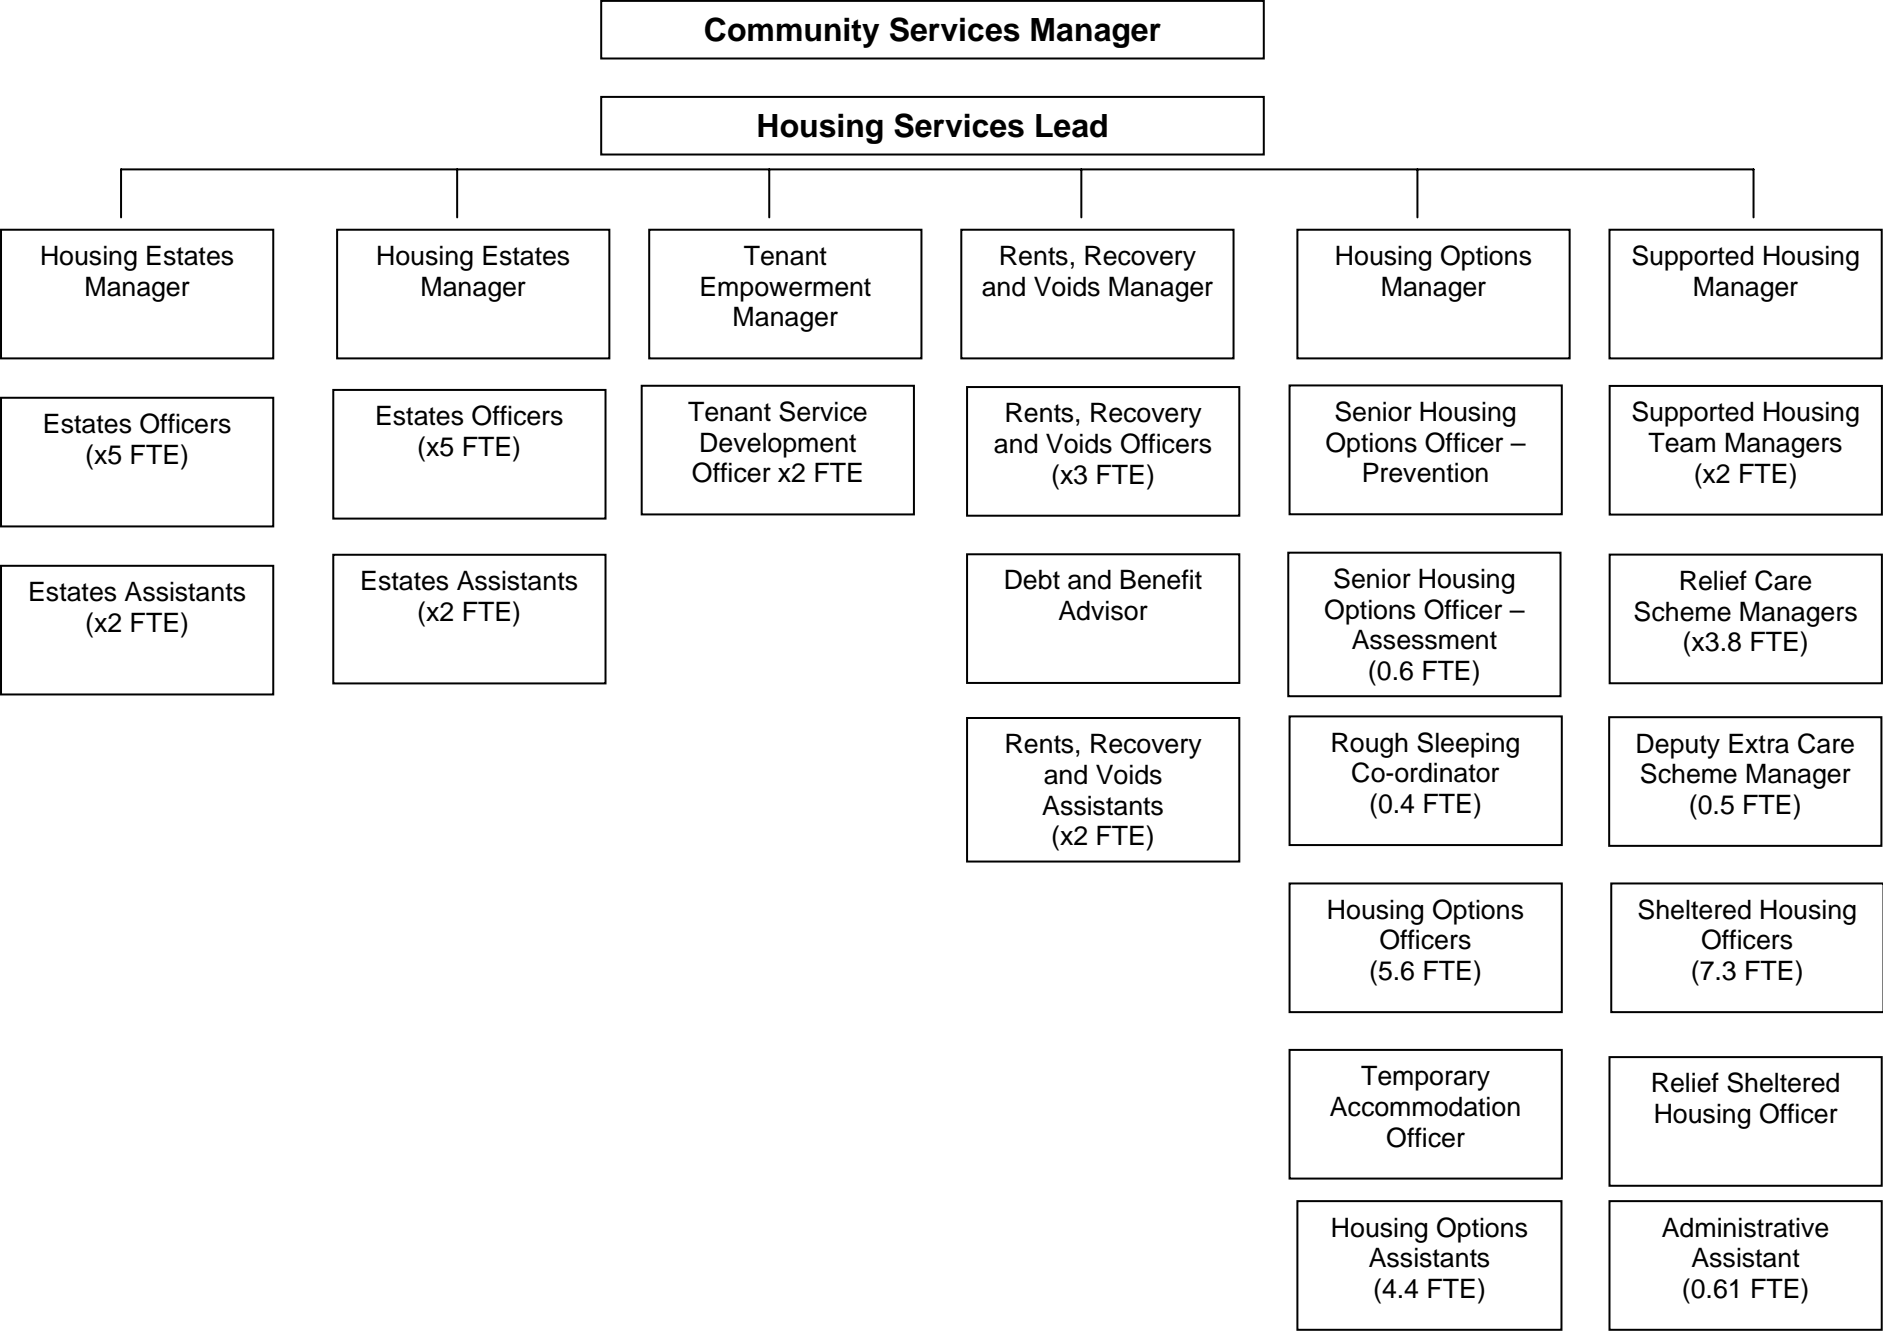 Community Services Manager
Housing Services Lead
Housing Estates
Manager
Housing Estates
Manager
Tenant
Empowerment
Manager
Rents, Recovery
and Voids Manager
Housing Options
Manager
Supported Housing
Manager
Estates Officers
(x5 FTE)
Estates Officers
(x5 FTE)
Tenant Service
Development
Officer x2 FTE
Rents, Recovery
and Voids Officers
(x3 FTE)
Senior Housing
Options Officer –
Prevention
Supported Housing
Team Managers
(x2 FTE)
Estates Assistants
(x2 FTE)
Estates Assistants
(x2 FTE)
Debt and Benefit
Advisor
Senior Housing
Options Officer –
Assessment
(0.6 FTE)
Relief Care
Scheme Managers
(x3.8 FTE)
Rents, Recovery
and Voids
Assistants
(x2 FTE)
Rough Sleeping
Co-ordinator
(0.4 FTE)
Deputy Extra Care
Scheme Manager
(0.5 FTE)
Housing Options
Officers
(5.6 FTE)
Sheltered Housing
Officers
(7.3 FTE)
Temporary
Accommodation
Officer
Relief Sheltered
Housing Officer
Housing Options
Assistants
(4.4 FTE)
Administrative
Assistant
(0.61 FTE)